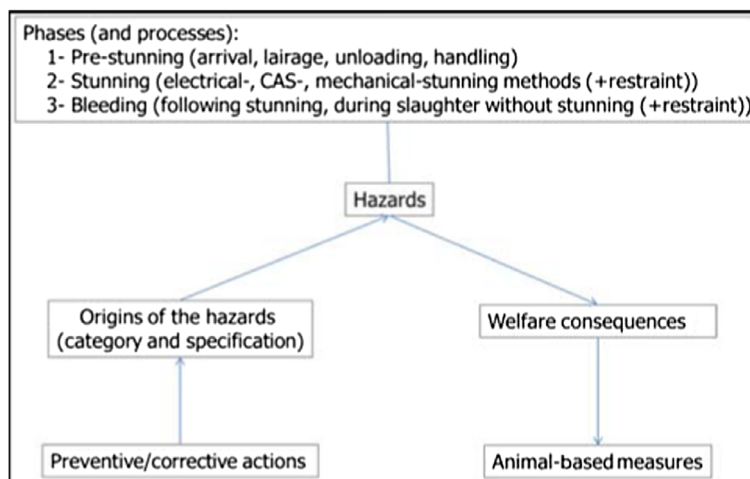 Phases (and processes):
1- Pre-stunning (arrival, lairage, unloading, handling)
2- Stunning (electrical-, CAS-, mechanical-stunning methods (+restraint))
3- Bleeding (following stunning, during slaughter without stunning (+restraint))
Hazards
Origins of the hazards
(category and specification)
Welfare consequences
Preventive/corrective actions
Animal-based measures